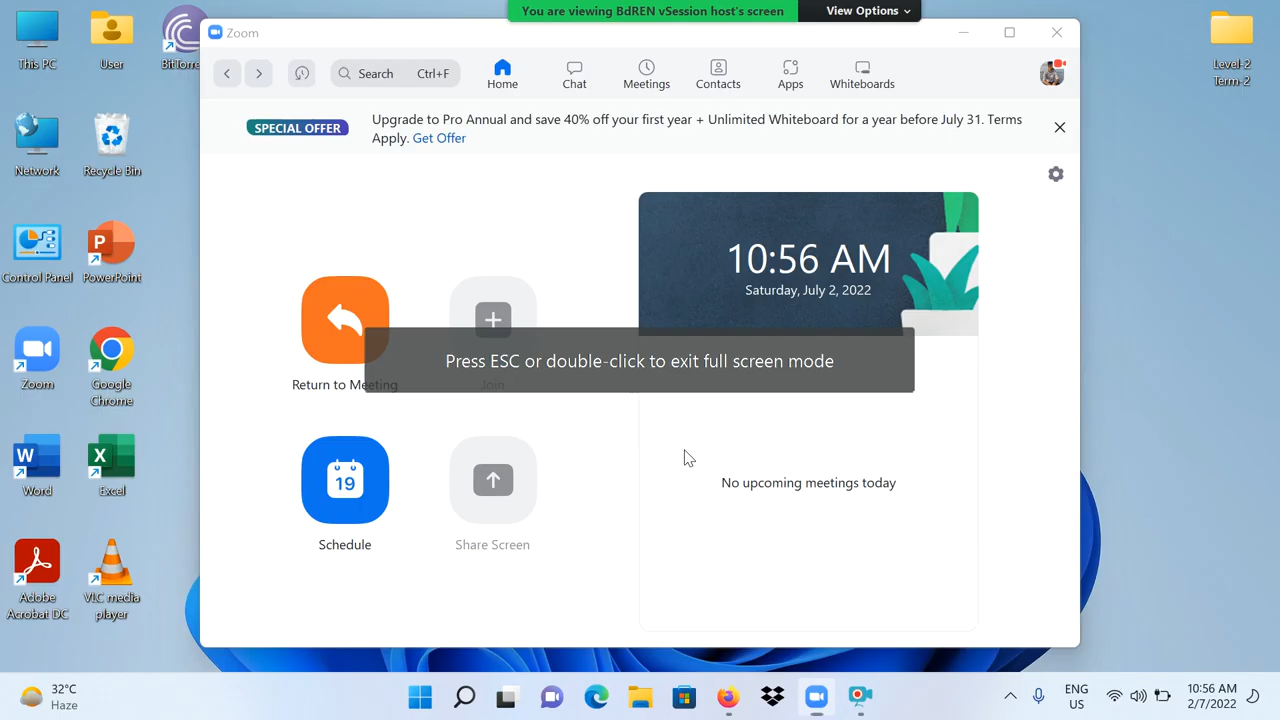 You are viewing BdREN vSession host's screen
View Options
This PC
User
BitTorre
Level-2
Term-2
Zoom
Search
Ctrl+F
Home
Chat
Meetings
Contacts
Apps
Whiteboards
SPECIAL OFFER
Upgrade to Pro Annual and save 40% off your first year + Unlimited Whiteboard for a year before July 31. Terms
Apply. Get Offer
Network
Recycle Bin
Control Panel
PowerPoint
10:56 AM
Saturday, July 2, 2022
Press ESC or double-click to exit full screen mode
Return to Meeting
Join
Zoom
Google
Chrome
19
No upcoming meetings today
Word
Excel
Schedule
Share Screen
Adobe
Acrobat DC
VLC media
player
32°C
Haze
ENG
US
10:56 AM
2/7/2022